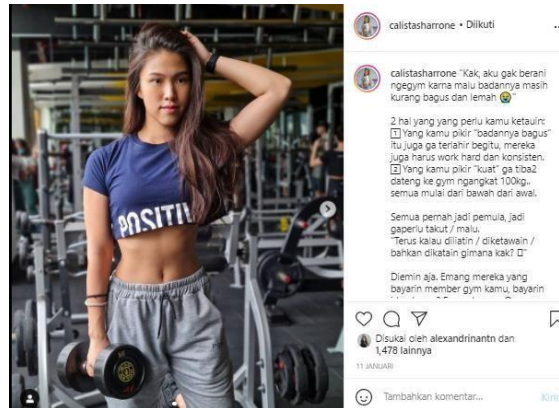 POSITIV
calistasharrone • Diikuti
calistasharrone "Kak, aku gak berani
ngegym karna malu badannya masih
kurang bagus dan lemah 😭"
2 hal yang yang perlu kamu ketauin:
1️⃣ Yang kamu pikir "badannya bagus"
itu juga ga terlahir begitu, mereka
juga harus work hard dan konsisten.
2️⃣ Yang kamu pikir "kuat" ga tiba2
dateng ke gym ngangkat 100kg..
semua mulai dari bawah dari awal.
Semua pernah jadi pemula, jadi
gaperlu takut / malu.
"Terus kalau diliatin / diketawain /
bahkan dikatain gimana kak? "
Diemin aja. Emang mereka yang
bayarin member gym kamu, bayarin
Disukai oleh alexandrinantn dan
1,478 lainnya
11 JANUARI
Tambahkan komentar...